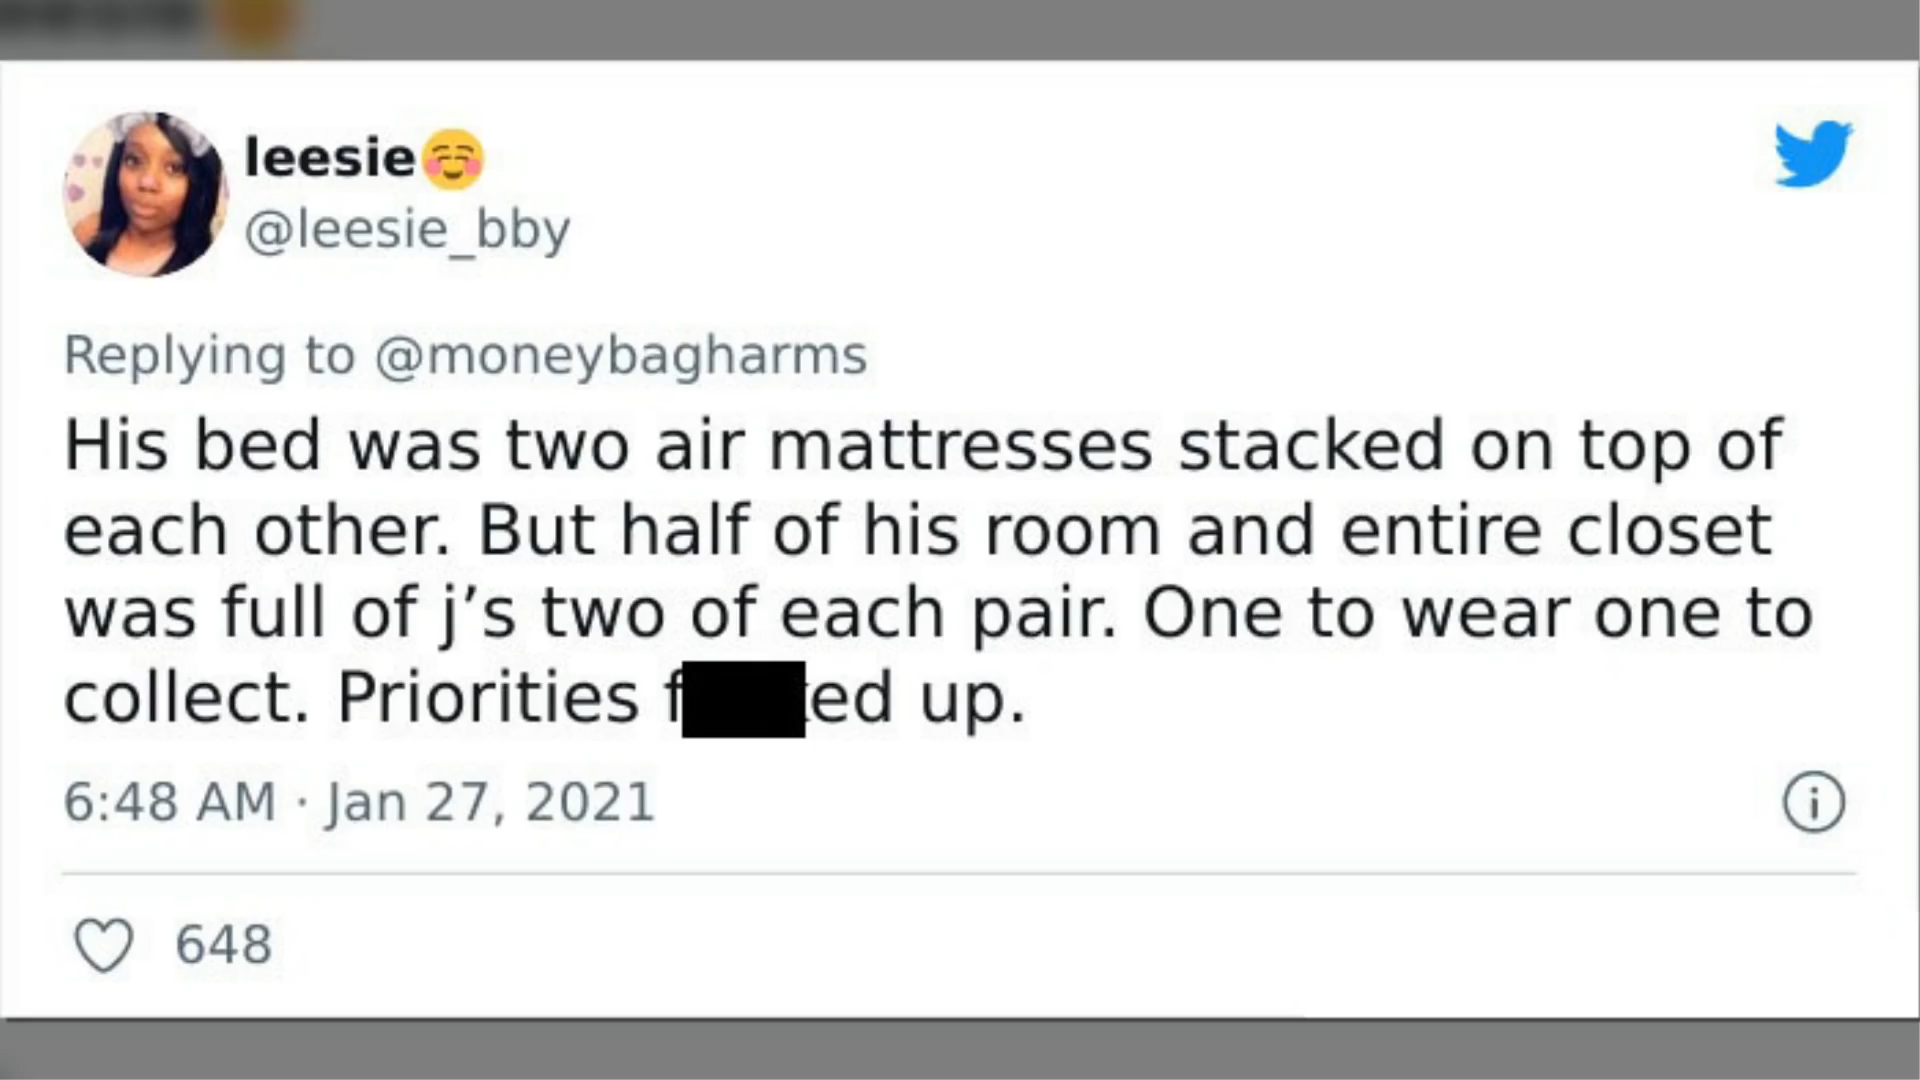 leesie☺️
@leesie_bby
Replying to @moneybagharms
His bed was two air mattresses stacked on top of
each other. But half of his room and entire closet
was full of j’s two of each pair. One to wear one to
collect. Priorities f ed up.
6:48 AM · Jan 27, 2021
648